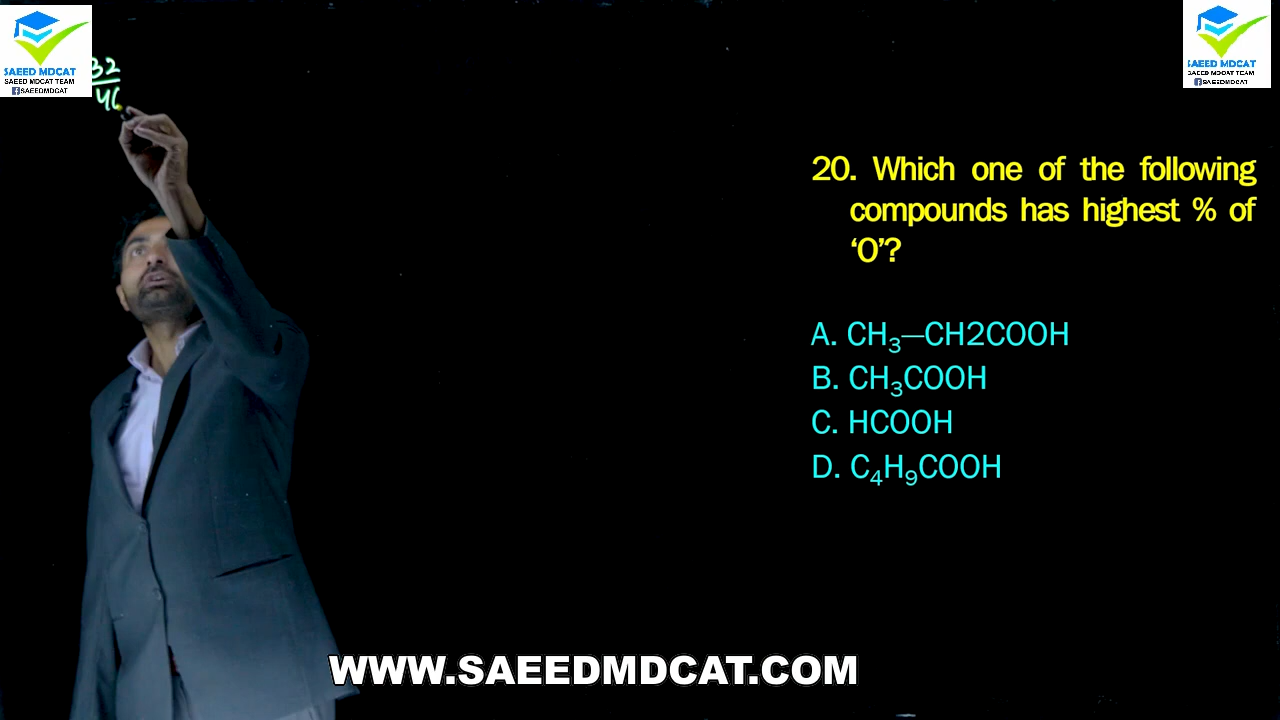 SAEED MDCAT
SAEED MDCAT TEAM
SAEEDMDCAT
32
46
SAEED MDCAT
SAEED MDCAT TEAM
SAEEDMDCAT
20. Which one of the following
compounds has highest % of
‘O’?
A. CH₃—CH2COOH
B. CH₃COOH
C. HCOOH
D. C₄H₉COOH
WWW.SAEEDMDCAT.COM